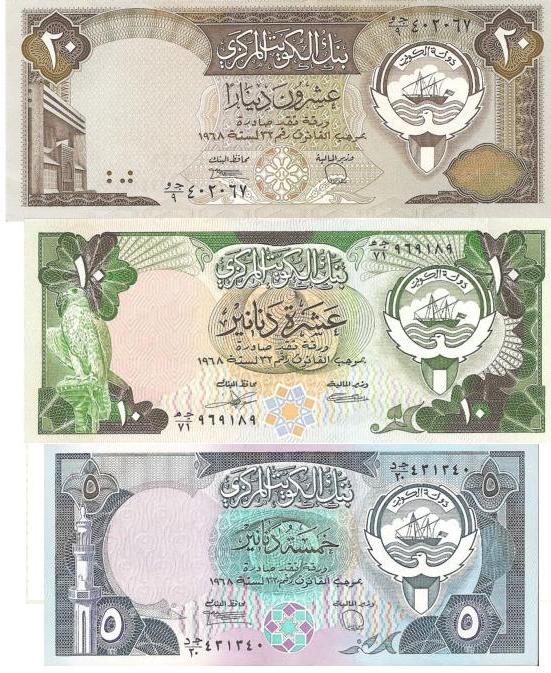 ٢٠
بنك الكويت المركزي
ج و/٩ ٤٠٢٠٦٧
٢٠
دولة الكويت
عشرون دينارا
ورقة نقد صادرة
بموجب القانون رقم ٣٢ لسنة ١٩٦٨
وزير المالية
محافظ البنك
ج و/٩ ٤٠٢٠٦٧
١٠
بنك الكويت المركزي
٧١ ٩٦٩١٨٩
١٠
دولة الكويت
عشرة دنانير
ورقة نقد صادرة
بموجب القانون رقم ٣٢ لسنة ١٩٦٨
وزير المالية
محافظ البنك
١٠
٧١ ٩٦٩١٨٩
١٠
٥
بنك الكويت المركزي
٢٠ ٤٣١٣٤٠
٥
دولة الكويت
خمسة دنانير
ورقة نقد صادرة
بموجب القانون رقم ٣٢ لسنة ١٩٦٨
وزير المالية
محافظ البنك
٥
٢٠ ٤٣١٣٤٠
٥